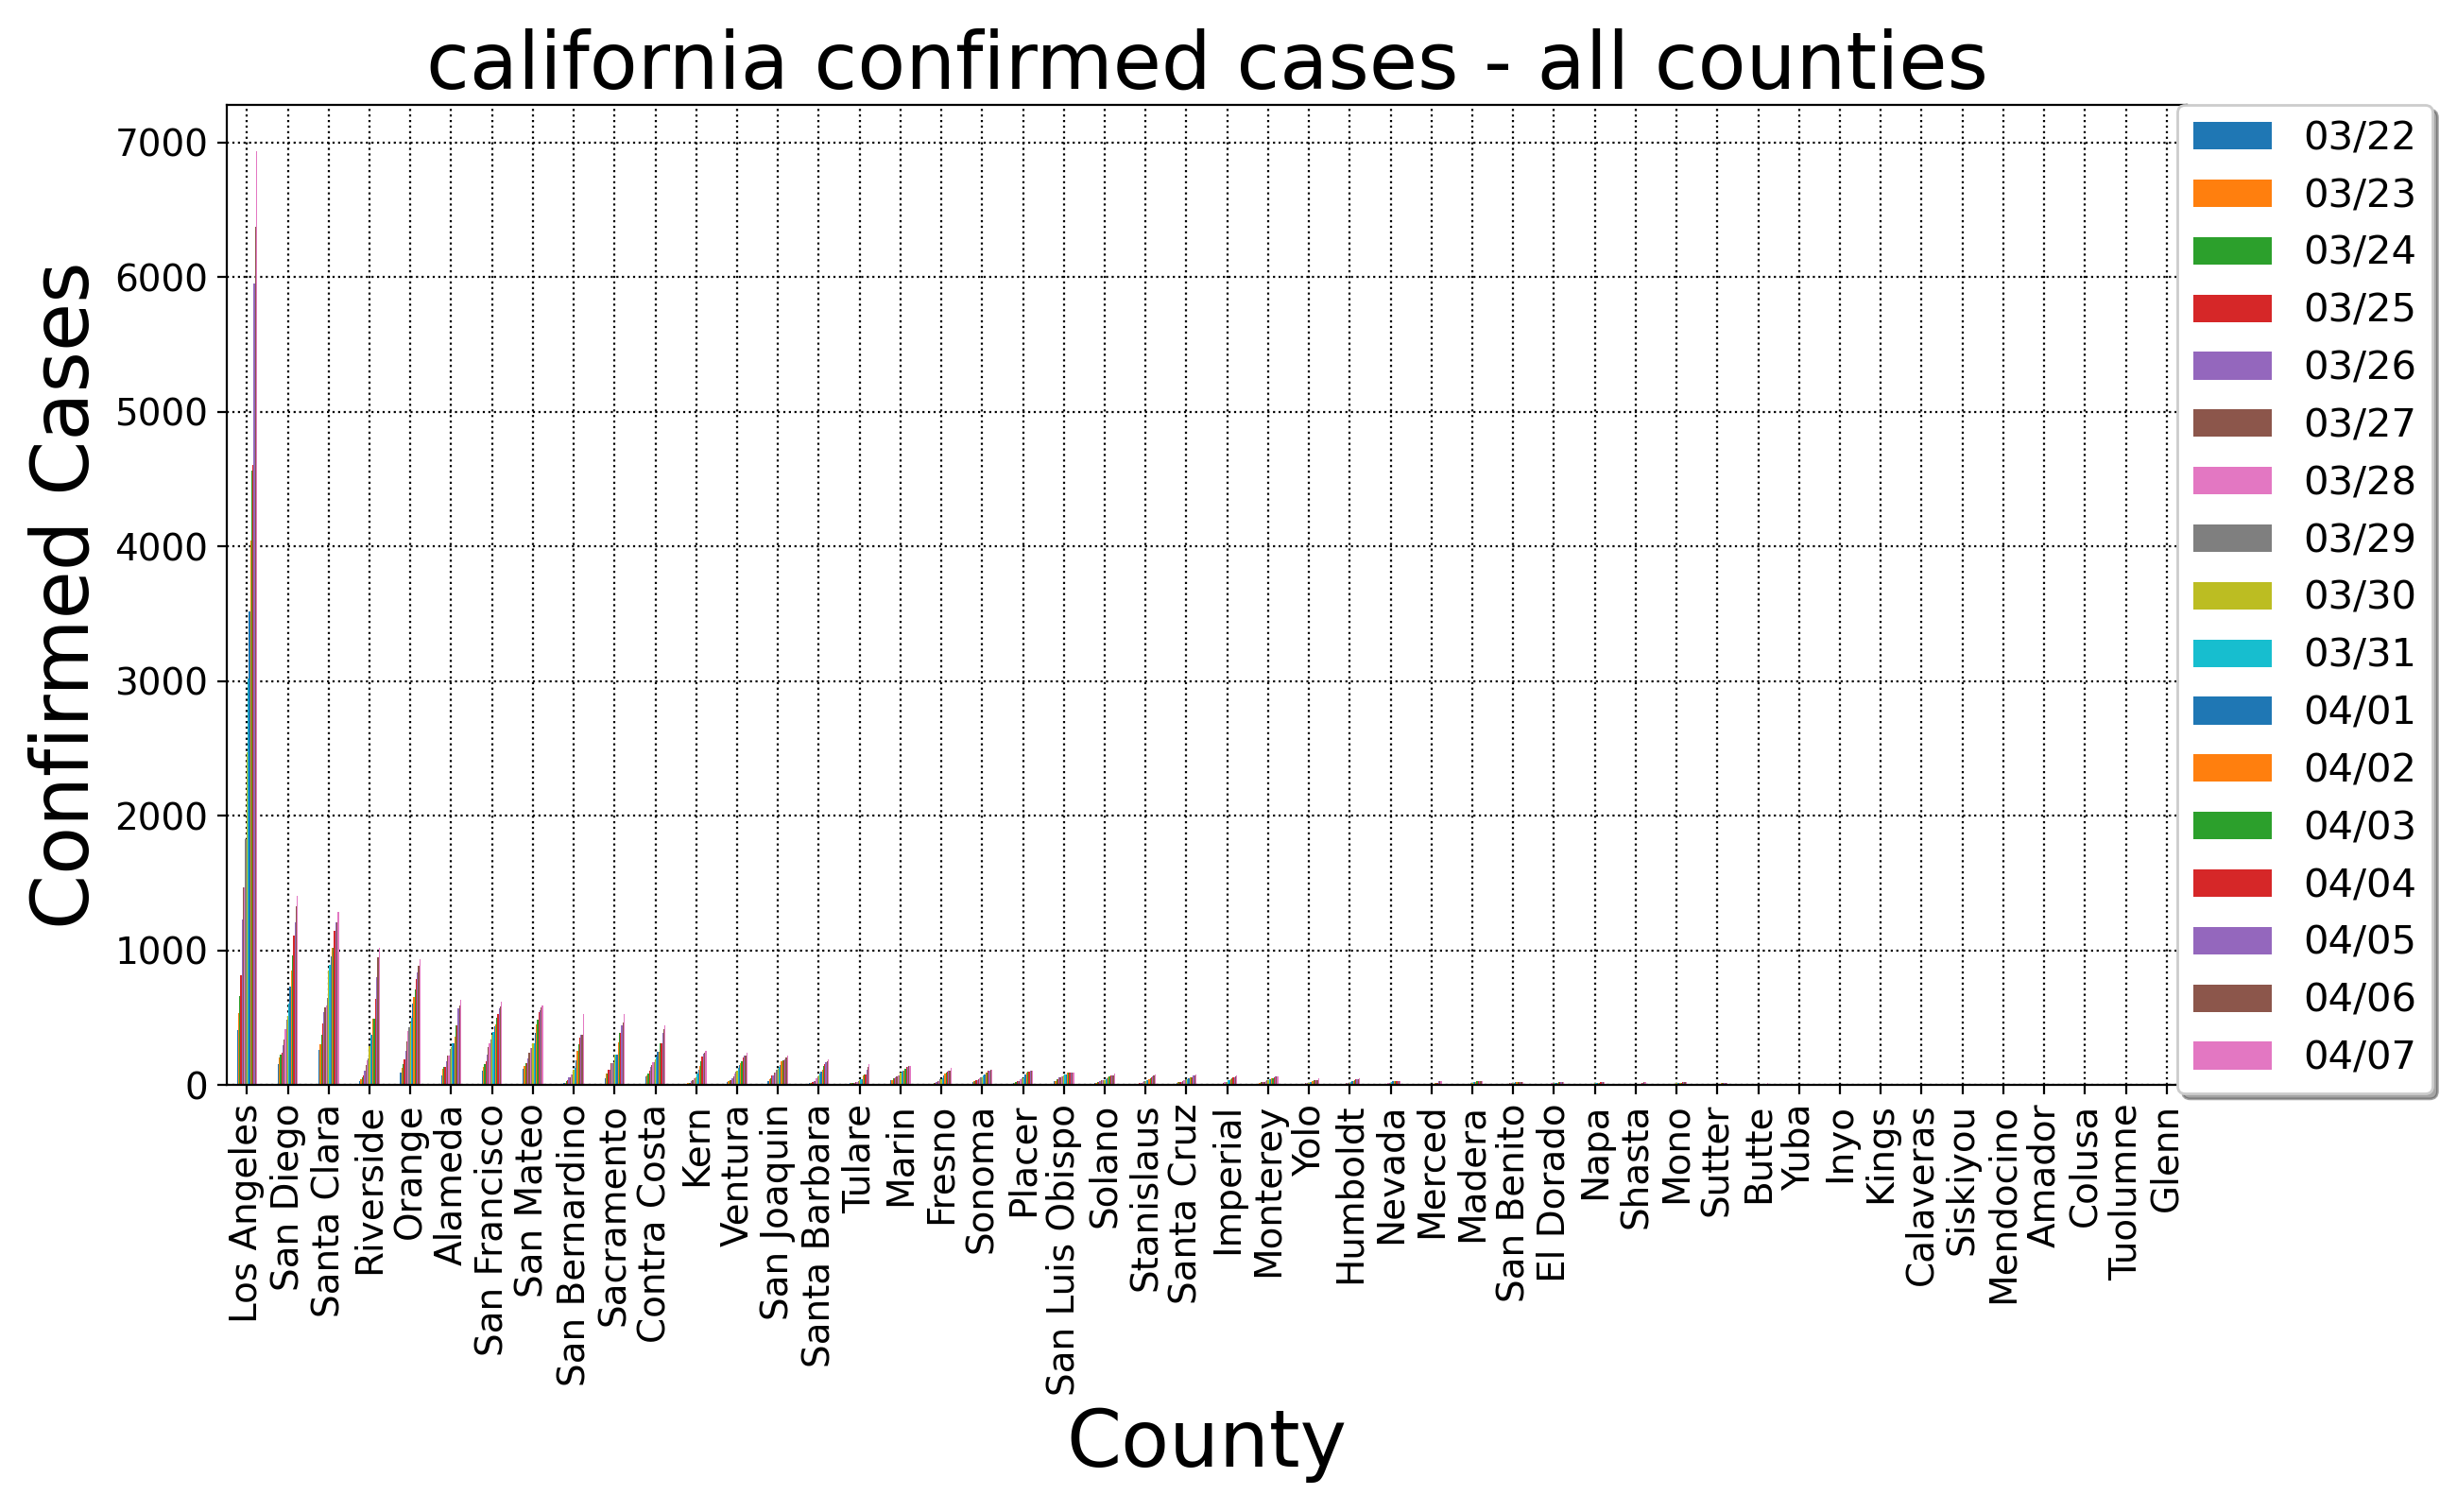 california confirmed cases - all counties
Confirmed Cases
7000
6000
5000
4000
3000
2000
1000
0
Los Angeles
San Diego
Santa Clara
Riverside
Orange
Alameda
San Francisco
San Mateo
San Bernardino
Sacramento
Contra Costa
Kern
Ventura
San Joaquin
Santa Barbara
Tulare
Marin
Fresno
Sonoma
Placer
San Luis Obispo
Solano
Stanislaus
Santa Cruz
Imperial
Monterey
Yolo
Humboldt
Nevada
Merced
Madera
San Benito
El Dorado
Napa
Shasta
Mono
Sutter
Butte
Yuba
Inyo
Kings
Calaveras
Siskiyou
Mendocino
Amador
Colusa
Tuolumne
Glenn
County
03/22
03/23
03/24
03/25
03/26
03/27
03/28
03/29
03/30
03/31
04/01
04/02
04/03
04/04
04/05
04/06
04/07